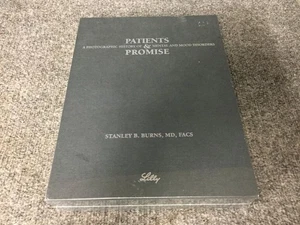 PATIENTS
A PHOTOGRAPHIC HISTORY OF & MENTAL AND MOOD DISORDERS
PROMISE
STANLEY B. BURNS, MD, FACS
Lilly